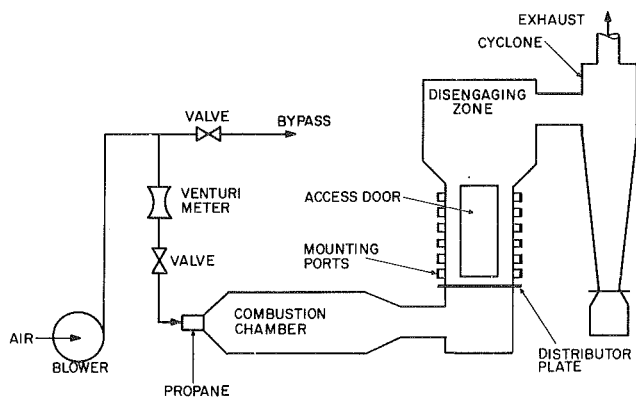 EXHAUST
CYCLONE
DISENGAGING
ZONE
VALVE
BYPASS
VENTURI
METER
ACCESS DOOR
MOUNTING
PORTS
VALVE
COMBUSTION
CHAMBER
AIR
BLOWER
PROPANE
DISTRIBUTOR
PLATE